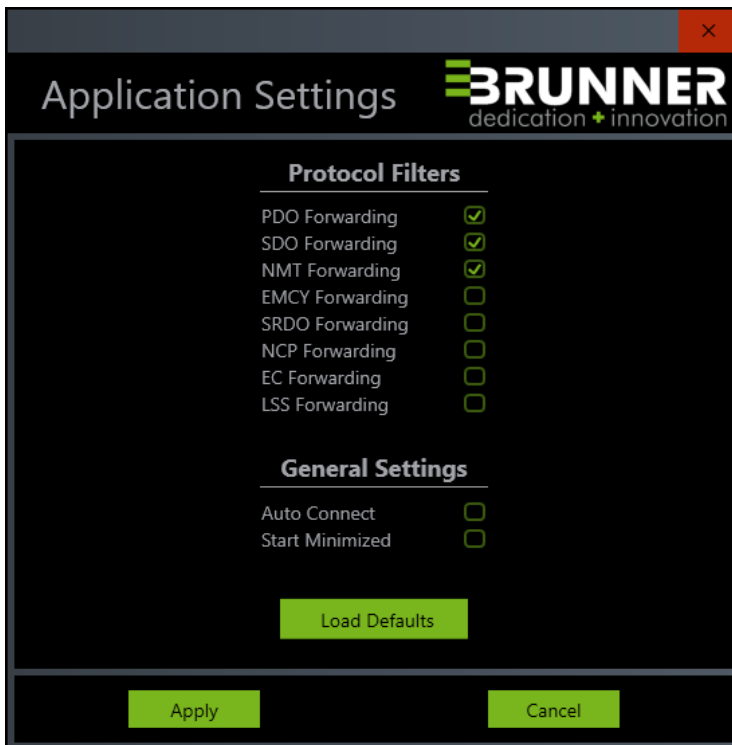 Application Settings
BRUNNER
dedication + innovation
Protocol Filters
PDO Forwarding
SDO Forwarding
NMT Forwarding
EMCY Forwarding
SRDO Forwarding
NCP Forwarding
EC Forwarding
LSS Forwarding
General Settings
Auto Connect
Start Minimized
Load Defaults
Apply
Cancel